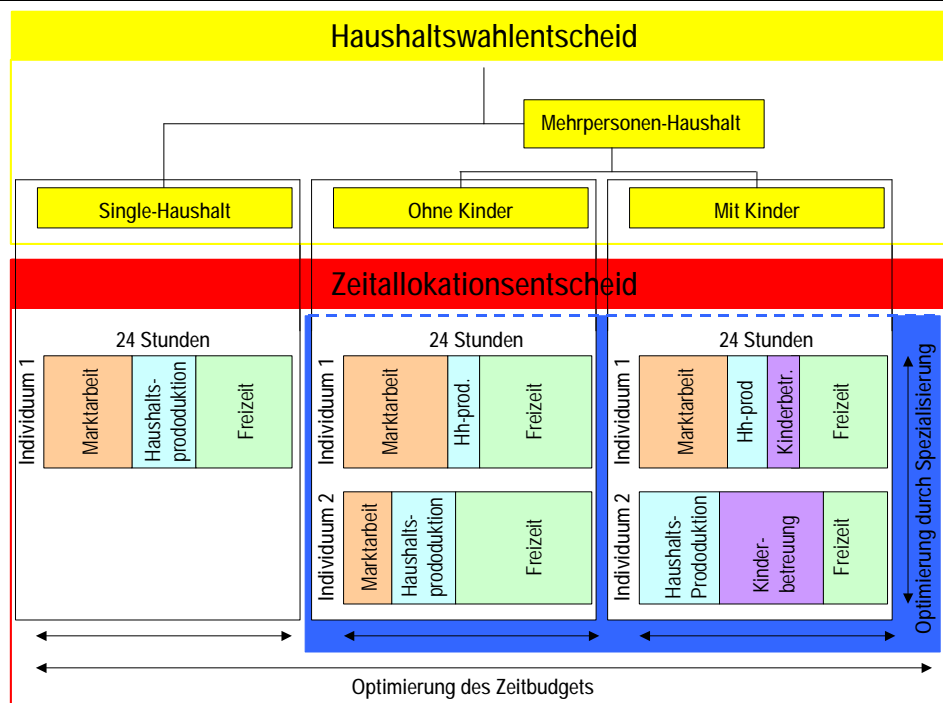 Haushaltswahlentscheid
Mehrpersonen-Haushalt
Single-Haushalt
Ohne Kinder
Mit Kinder
Zeitallokationsentscheid
24 Stunden
24 Stunden
24 Stunden
Individuum 1
Marktarbeit
Haushalts-
prododuktion
Freizeit
Individuum 1
Marktarbeit
Hh-prod.
Freizeit
Individuum 1
Marktarbeit
Hh-prod
Kinderbetr.
Freizeit
Individuum 2
Marktarbeit
Haushalts-
prododuktion
Freizeit
Individuum 2
Haushalts-
Prododuktion
Kinder-
betreuung
Freizeit
Optimierung durch Spezialisierung
Optimierung des Zeitbudgets